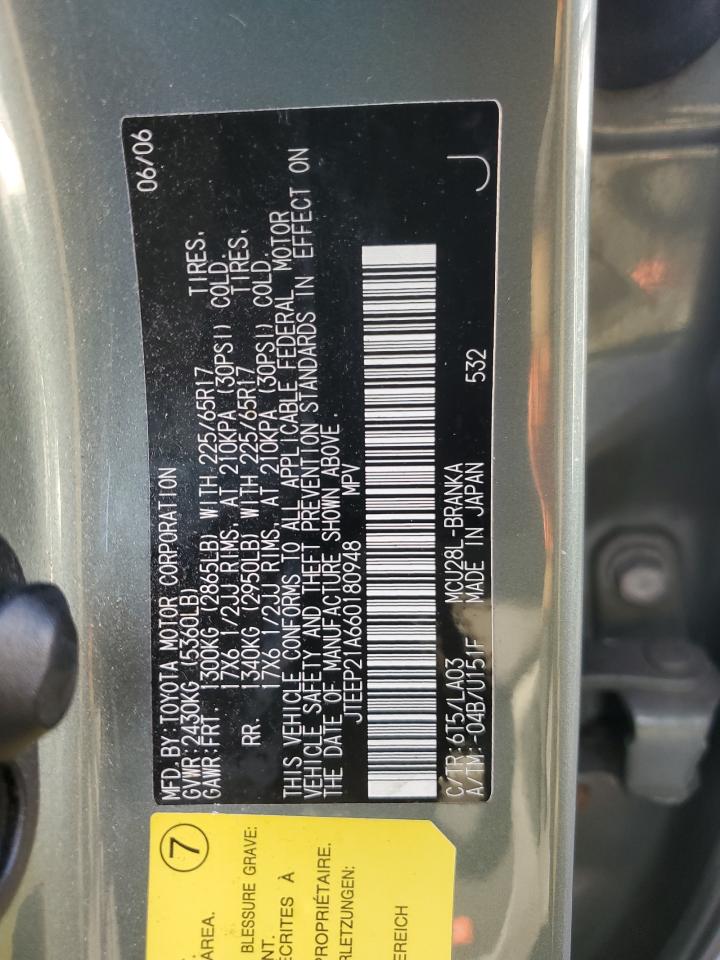 MFD. BY: TOYOTA MOTOR CORPORATION 06/06
GVWR: 2430KG (5360LB)
GAWR: FRT. 1300KG (2865LB) WITH 225/65R17 TIRES,
17X6 1/2JJ RIMS, AT 210KPA (30PSI) COLD.
RR. 1340KG (2950LB) WITH 225/65R17 TIRES,
17X6 1/2JJ RIMS, AT 210KPA (30PSI) COLD.
THIS VEHICLE CONFORMS TO ALL APPLICABLE FEDERAL MOTOR
VEHICLE SAFETY AND THEFT PREVENTION STANDARDS IN EFFECT ON
THE DATE OF MANUFACTURE SHOWN ABOVE.
JTEEP21A660180948 MPV
C/TR: 6T5/LA03 MCU28L-BRANKA 532 J
A/TM: -04B/U151F MADE IN JAPAN
7
AREA.
BLESSURE GRAVE:
NT.
ECRITES À
PROPRIÉTAIRE.
RLETZUNGEN:
EREICH